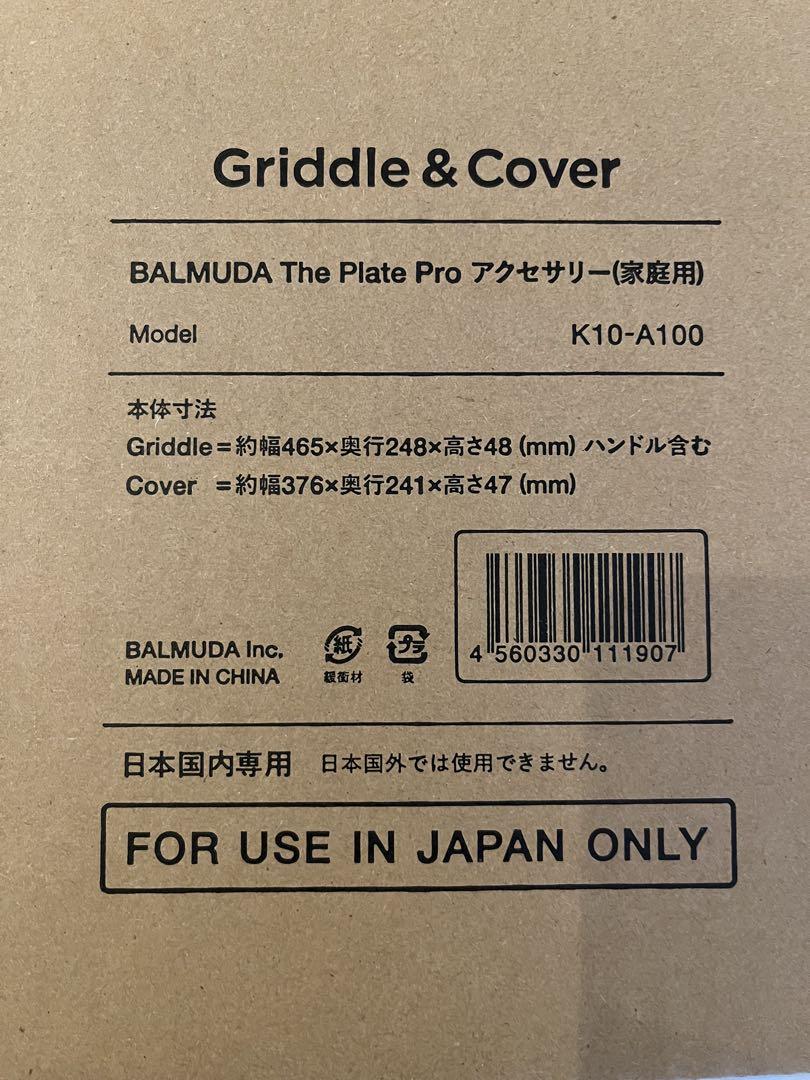 Griddle & Cover
BALMUDA The Plate Pro アクセサリー(家庭用)
Model K10-A100
本体寸法
Griddle=約幅465×奥行248×高さ48 (mm) ハンドル含む
Cover =約幅376×奥行241×高さ47 (mm)
BALMUDA Inc.
MADE IN CHINA
紙
緩衝材
プラ
袋
4 560330 111907
日本国内専用 日本国外では使用できません。
FOR USE IN JAPAN ONLY